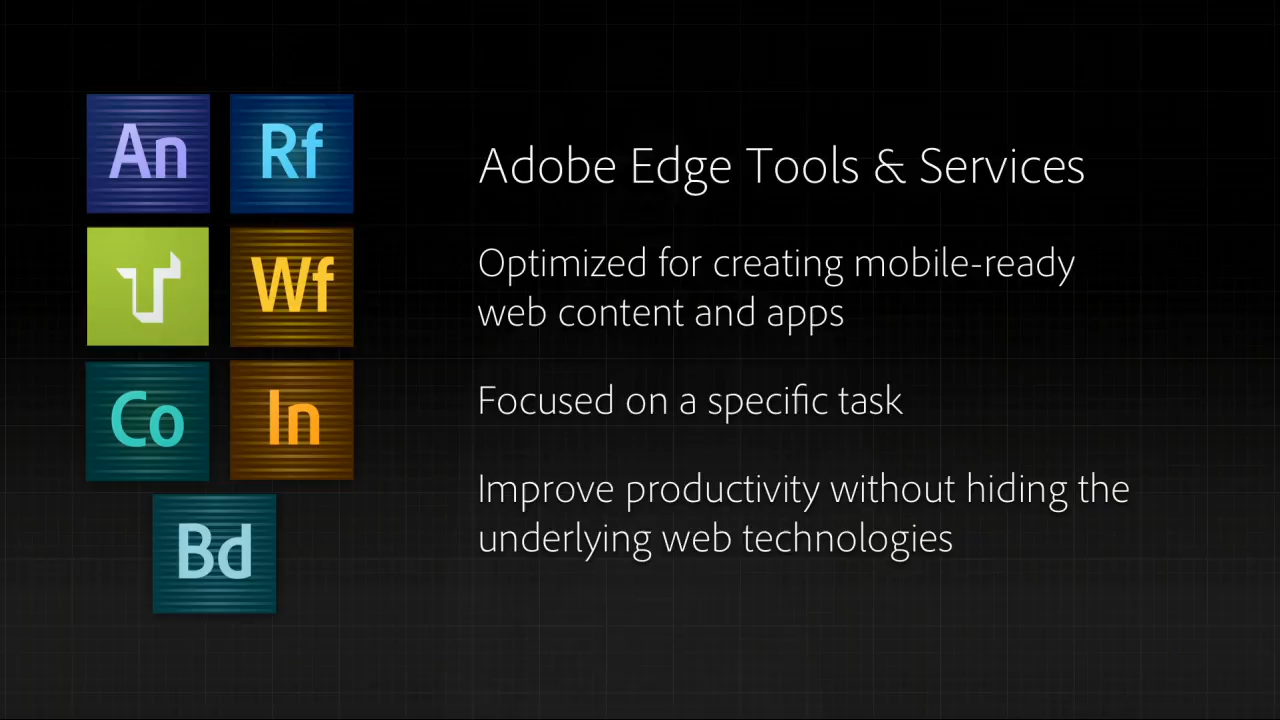 An Rf
Adobe Edge Tools & Services
T Wf
Optimized for creating mobile-ready
web content and apps
Co In
Focused on a specific task
Bd
Improve productivity without hiding the
underlying web technologies